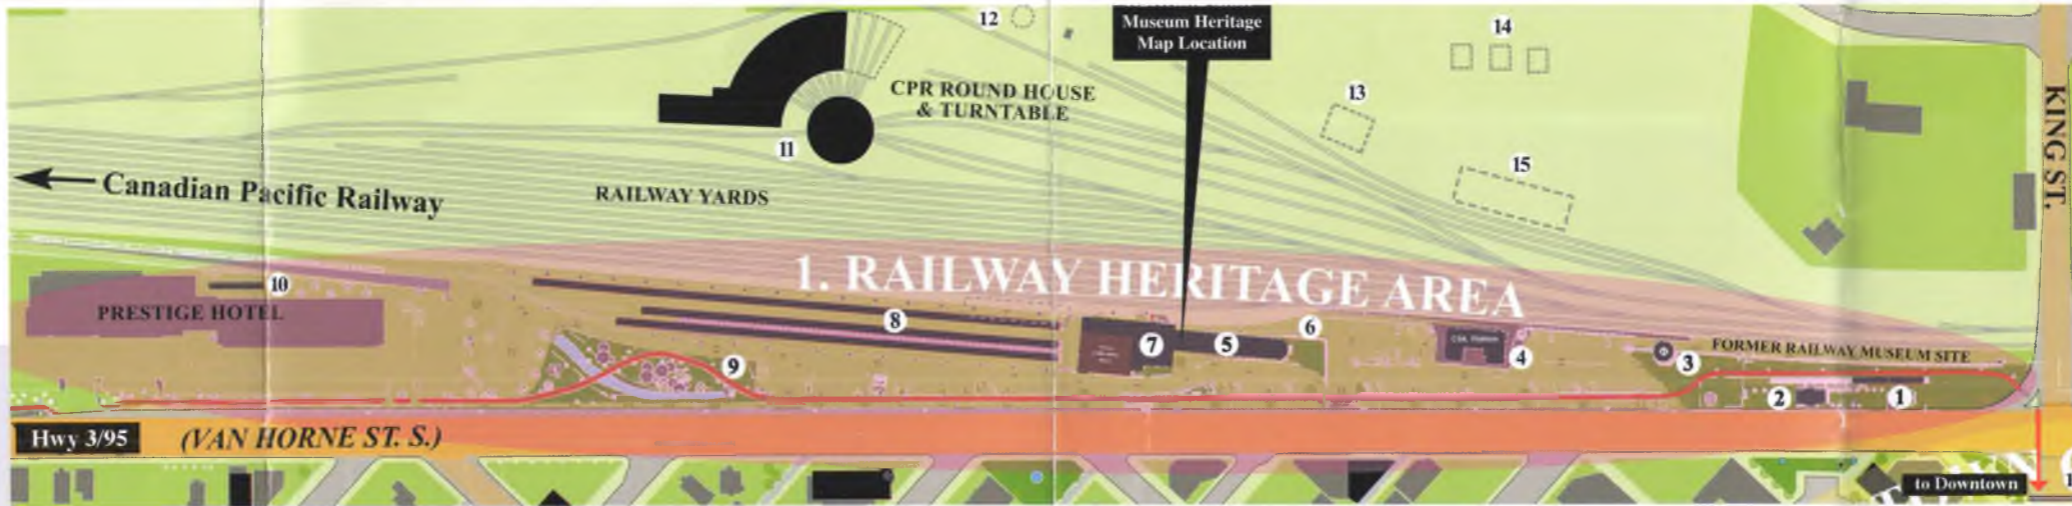 12
Museum Heritage
Map Location
14
KING ST.
CPR ROUND HOUSE
& TURNTABLE
13
11
15
Canadian Pacific Railway
RAILWAY YARDS
1. RAILWAY HERITAGE AREA
10
PRESTIGE HOTEL
8
6
7
5
4
3
FORMER RAILWAY MUSEUM SITE
9
2
1
Hwy 3/95
(VAN HORNE ST. S.)
to Downtown